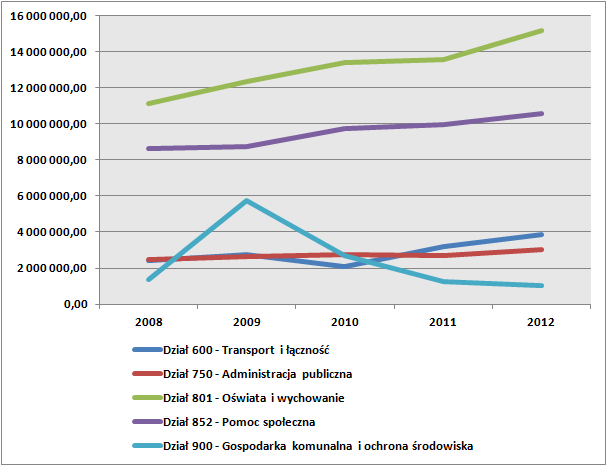 16 000 000,00
14 000 000,00
12 000 000,00
10 000 000,00
8 000 000,00
6 000 000,00
4 000 000,00
2 000 000,00
0,00
2008 2009 2010 2011 2012
Dział 600 - Transport i łączność
Dział 750 - Administracja publiczna
Dział 801 - Oświata i wychowanie
Dział 852 - Pomoc społeczna
Dział 900 - Gospodarka komunalna i ochrona środowiska